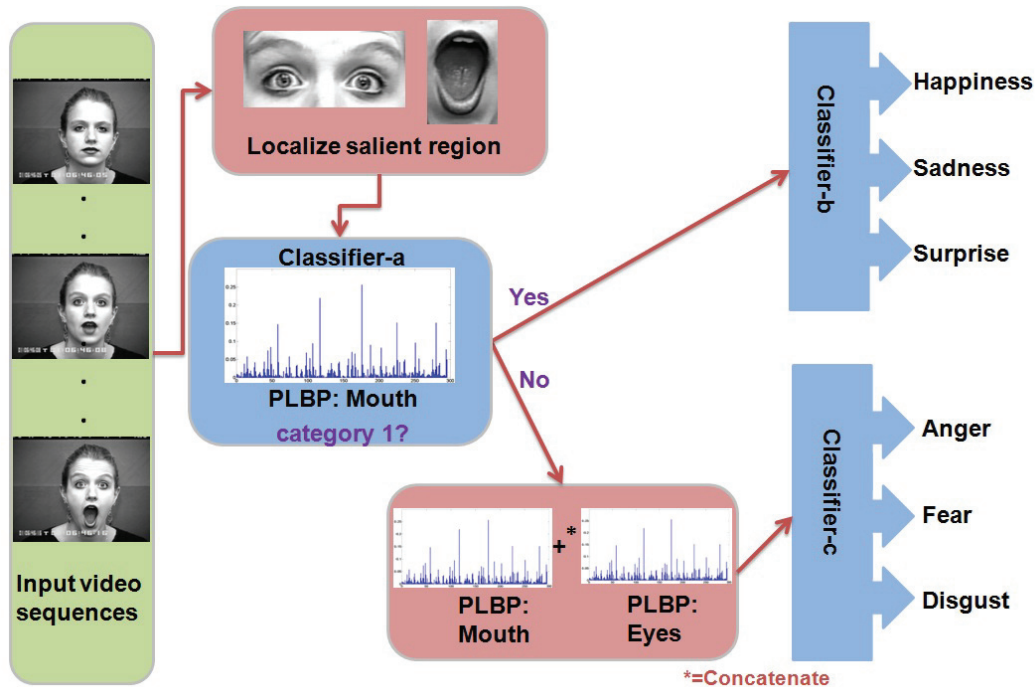 Localize salient region
Classifier-a
PLBP: Mouth
category 1?
Yes
No
Classifier-b
Happiness
Sadness
Surprise
+ *
PLBP:
Mouth
PLBP:
Eyes
Classifier-c
Anger
Fear
Disgust
Input video
sequences
*=Concatenate